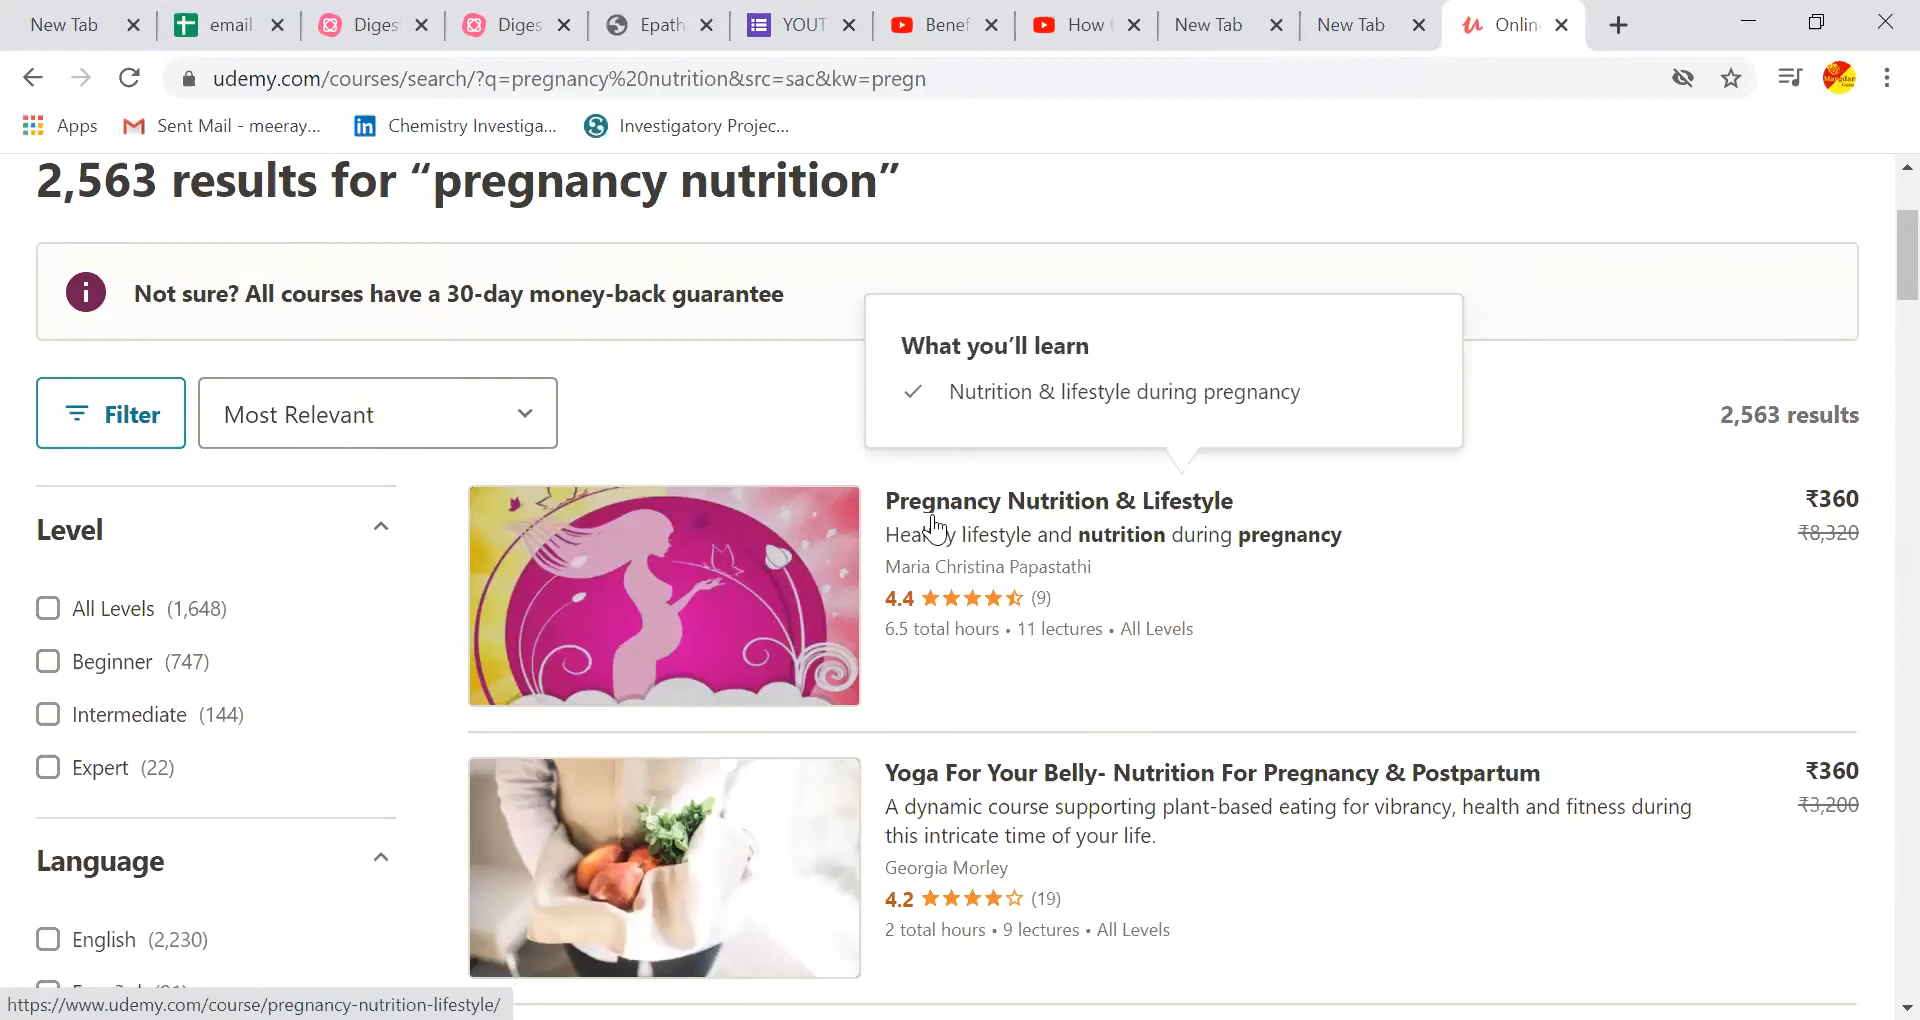 New Tab
email
Diges
Diges
Epath
YOUT
Benef
How t
New Tab
New Tab
Onlin
udemy.com/courses/search/?q=pregnancy%20nutrition&src=sac&kw=pregn
Apps
Sent Mail - meeray...
Chemistry Investiga...
Investigatory Projec...
2,563 results for “pregnancy nutrition”
Not sure? All courses have a 30-day money-back guarantee
What you’ll learn
Nutrition & lifestyle during pregnancy
Filter
Most Relevant
2,563 results
Level
All Levels (1,648)
Beginner (747)
Intermediate (144)
Expert (22)
Language
English (2,230)
Pregnancy Nutrition & Lifestyle
₹360
Healthy lifestyle and nutrition during pregnancy
₹8,320
Maria Christina Papastathi
4.4 (9)
6.5 total hours • 11 lectures • All Levels
Yoga For Your Belly- Nutrition For Pregnancy & Postpartum
₹360
A dynamic course supporting plant-based eating for vibrancy, health and fitness during
₹3,200
this intricate time of your life.
Georgia Morley
4.2 (19)
2 total hours • 9 lectures • All Levels
https://www.udemy.com/course/pregnancy-nutrition-lifestyle/